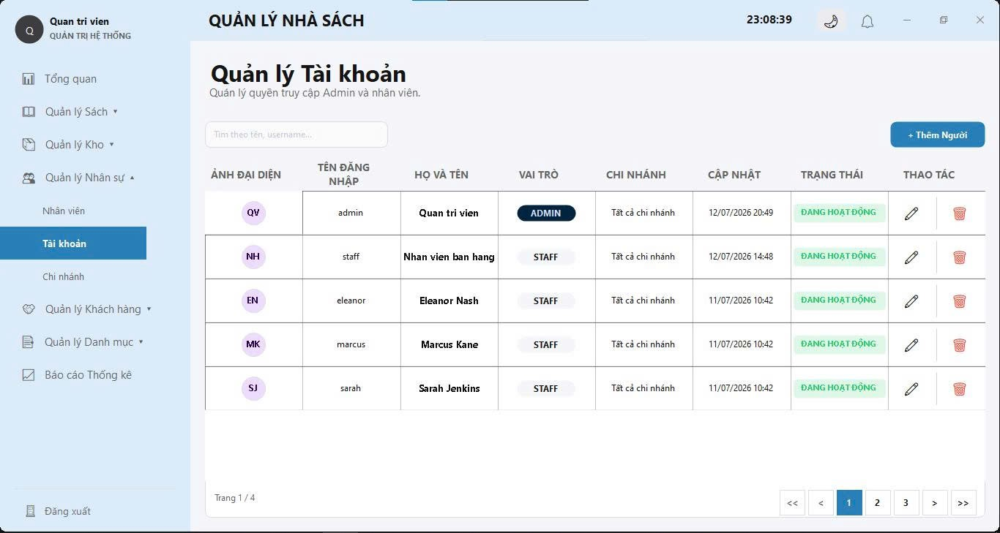 Q
Quan tri vien
QUẢN TRỊ HỆ THỐNG
Tổng quan
Quản lý Sách
Quản lý Kho
Quản lý Nhân sự
Nhân viên
Tài khoản
Chi nhánh
Quản lý Khách hàng
Quản lý Danh mục
Báo cáo Thống kê
Đăng xuất
QUẢN LÝ NHÀ SÁCH
23:08:39
Quản lý Tài khoản
Quản lý quyền truy cập Admin và nhân viên.
Tìm theo tên, username...
+ Thêm Người
ẢNH ĐẠI DIỆN TÊN ĐĂNG NHẬP HỌ VÀ TÊN VAI TRÒ CHI NHÁNH CẬP NHẬT TRẠNG THÁI THAO TÁC
QV admin Quan tri vien ADMIN Tất cả chi nhánh 12/07/2026 20:49 ĐANG HOẠT ĐỘNG
NH staff Nhan vien ban hang STAFF Tất cả chi nhánh 12/07/2026 14:48 ĐANG HOẠT ĐỘNG
EN eleanor Eleanor Nash STAFF Tất cả chi nhánh 11/07/2026 10:42 ĐANG HOẠT ĐỘNG
MK marcus Marcus Kane STAFF Tất cả chi nhánh 11/07/2026 10:42 ĐANG HOẠT ĐỘNG
SJ sarah Sarah Jenkins STAFF Tất cả chi nhánh 11/07/2026 10:42 ĐANG HOẠT ĐỘNG
Trang 1 / 4
<< < 1 2 3 > >>